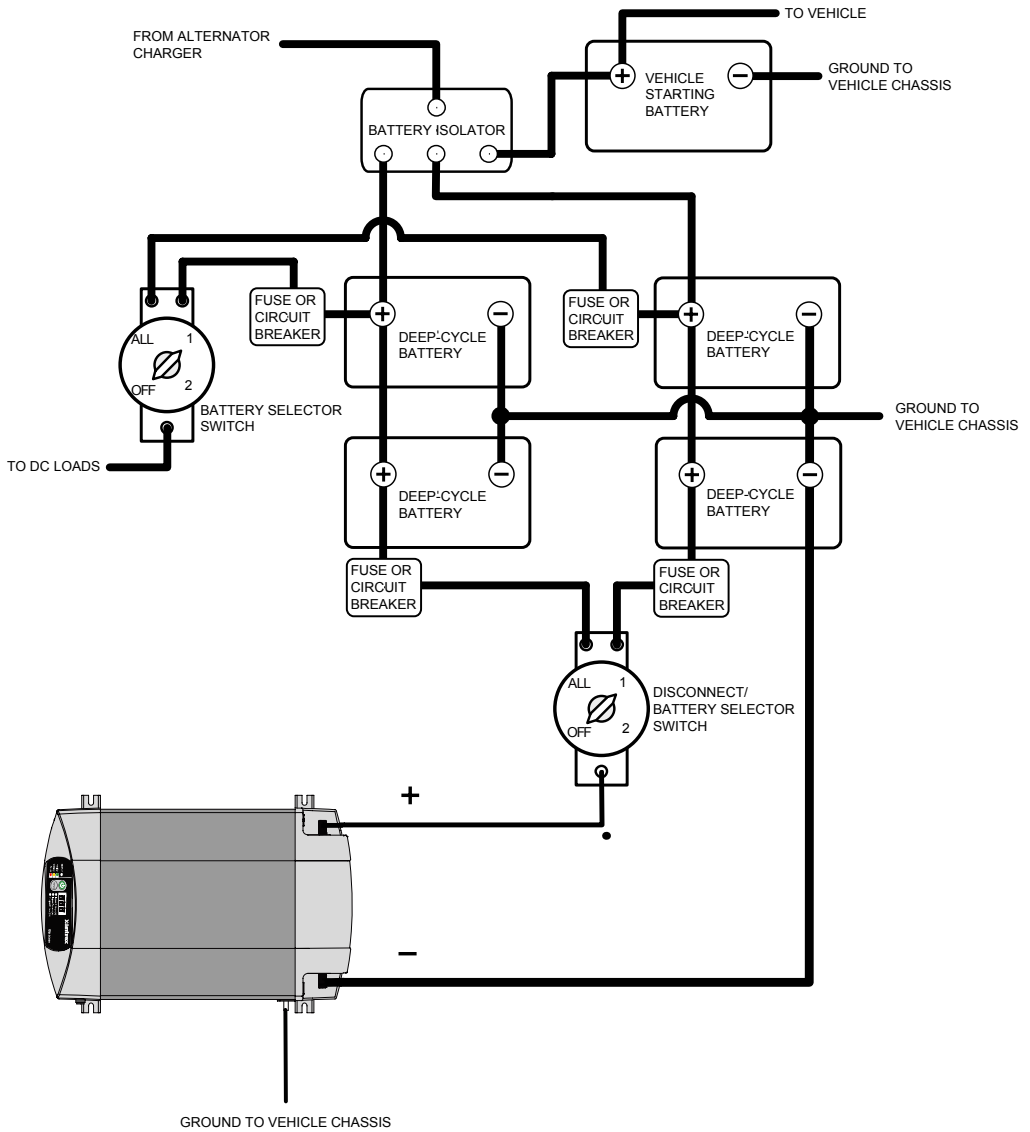 TO VEHICLE
FROM ALTERNATOR
CHARGER
+
−
VEHICLE
STARTING
BATTERY
GROUND TO
VEHICLE CHASSIS
BATTERY ISOLATOR
FUSE OR
CIRCUIT
BREAKER
+
−
DEEP-CYCLE
BATTERY
FUSE OR
CIRCUIT
BREAKER
+
−
DEEP-CYCLE
BATTERY
ALL
1
OFF
2
BATTERY SELECTOR
SWITCH
GROUND TO
VEHICLE CHASSIS
TO DC LOADS
+
−
DEEP-CYCLE
BATTERY
+
−
DEEP-CYCLE
BATTERY
FUSE OR
CIRCUIT
BREAKER
FUSE OR
CIRCUIT
BREAKER
ALL
1
OFF
2
DISCONNECT/
BATTERY SELECTOR
SWITCH
+
−
xantrex
GROUND TO VEHICLE CHASSIS